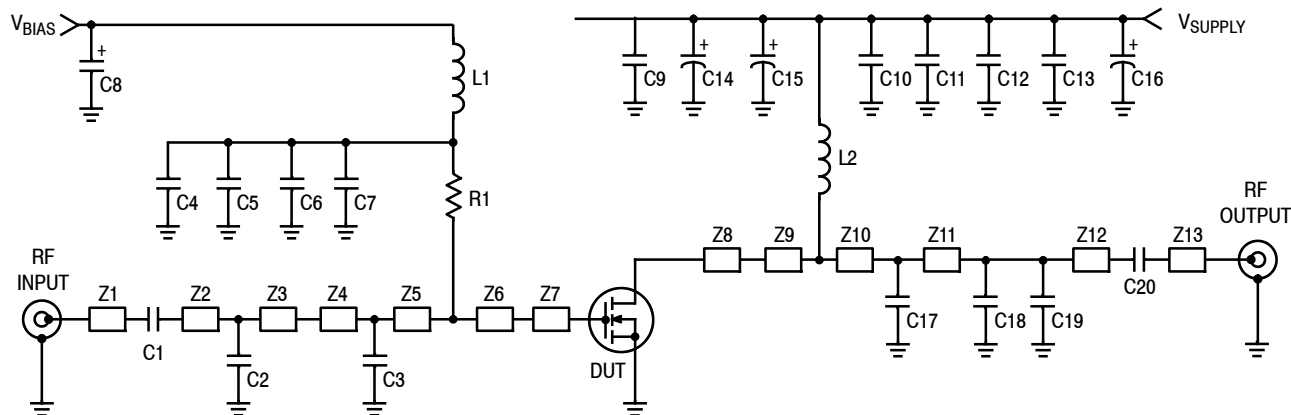 V_BIAS
+
C8
L1
C4
C5
C6
C7
R1
RF
INPUT
Z1
C1
Z2
C2
Z3
Z4
C3
Z5
Z6
Z7
DUT
V_SUPPLY
C9
+
C14
+
C15
C10
C11
C12
C13
+
C16
L2
Z8
Z9
Z10
C17
Z11
C18
C19
Z12
C20
Z13
RF
OUTPUT